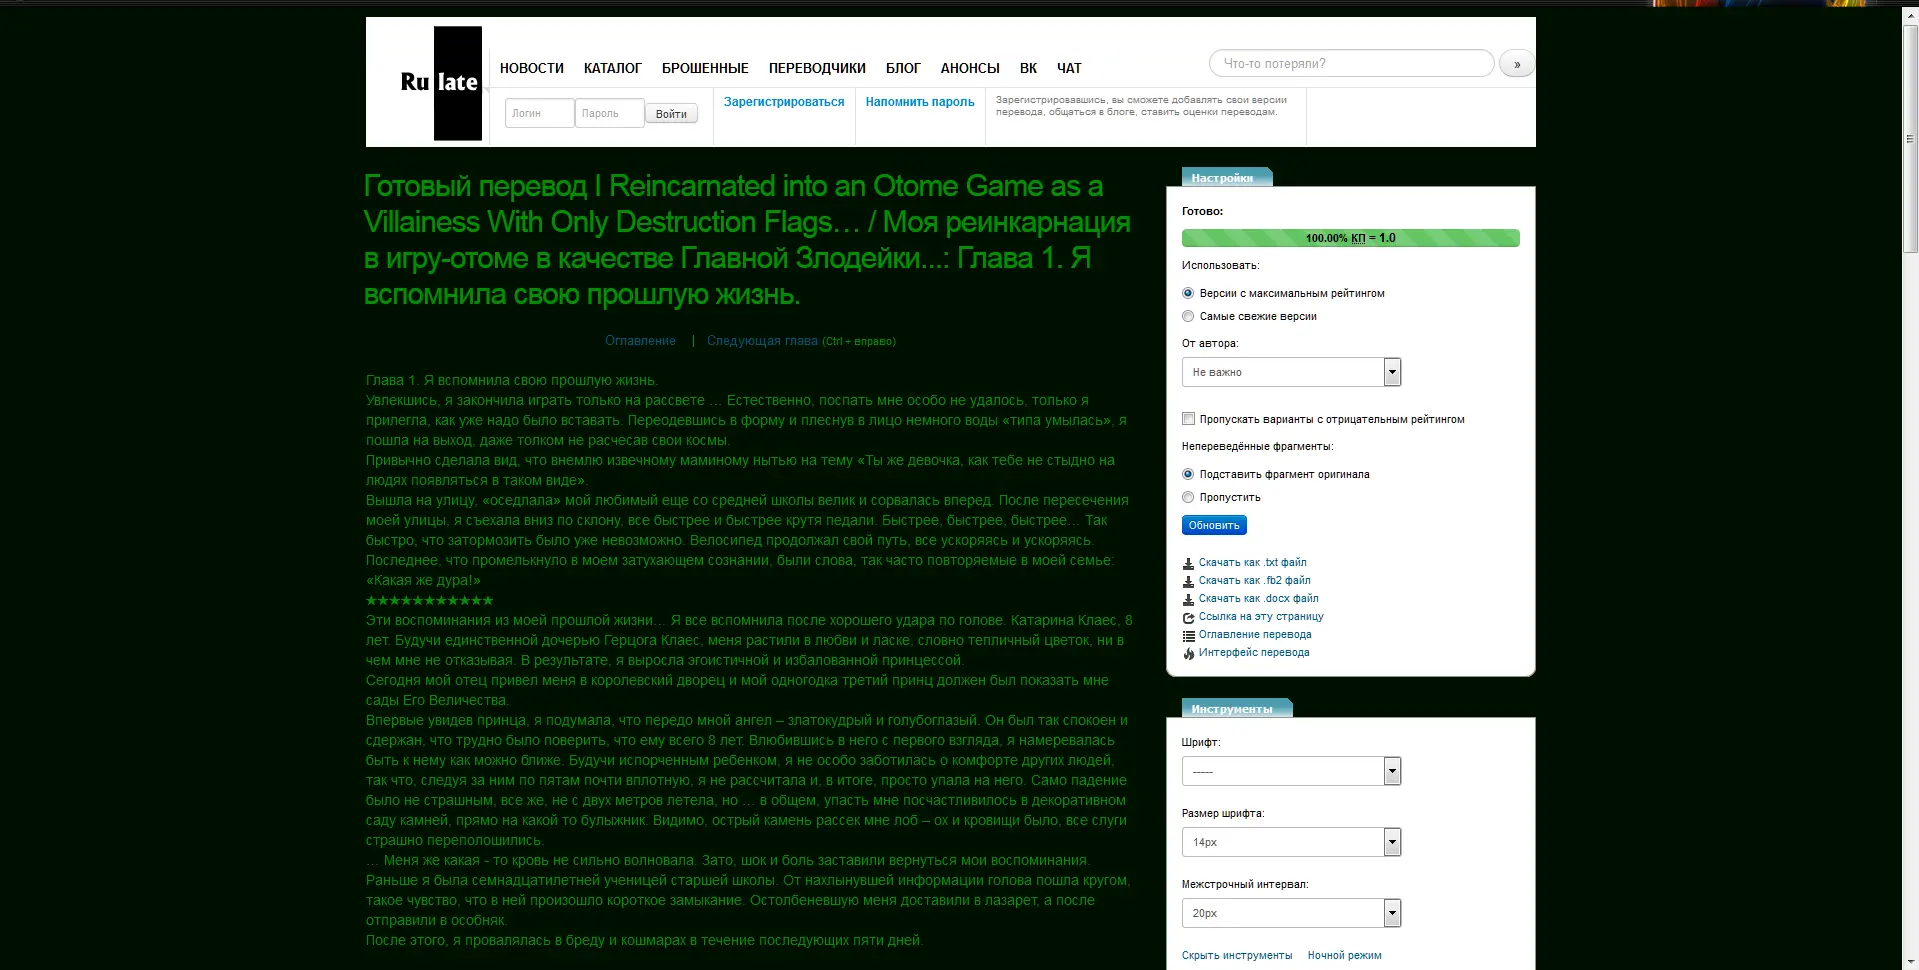 Ru late
НОВОСТИ КАТАЛОГ БРОШЕННЫЕ ПЕРЕВОДЧИКИ БЛОГ АНОНСЫ ВК ЧАТ
Что-то потеряли? »
Логин Пароль Войти
Зарегистрироваться
Напомнить пароль
Зарегистрировавшись, вы сможете добавлять свои версии
перевода, общаться в блоге, ставить оценки переводам.
Готовый перевод I Reincarnated into an Otome Game as a
Villainess With Only Destruction Flags… / Моя реинкарнация
в игру-отоме в качестве Главной Злодейки...: Глава 1. Я
вспомнила свою прошлую жизнь.
Оглавление | Следующая глава (Ctrl + вправо)
Глава 1. Я вспомнила свою прошлую жизнь.
Увлекшись, я закончила играть только на рассвете … Естественно, поспать мне особо не удалось, только я
прилегла, как уже надо было вставать. Переодевшись в форму и плеснув в лицо немного воды «типа умылась», я
пошла на выход, даже толком не расчесав свои космы.
Привычно сделала вид, что внемлю извечному маминому нытью на тему «Ты же девочка, как тебе не стыдно на
людях появляться в таком виде».
Вышла на улицу, «оседлала» мой любимый еще со средней школы велик и сорвалась вперед. После пересечения
моей улицы, я съехала вниз по склону, все быстрее и быстрее крутя педали. Быстрее, быстрее, быстрее… Так
быстро, что затормозить было уже невозможно. Велосипед продолжал свой путь, все ускоряясь и ускоряясь.
Последнее, что промелькнуло в моем затухающем сознании, были слова, так часто повторяемые в моей семье:
«Какая же дура!»
★★★★★★★★★★★
Эти воспоминания из моей прошлой жизни… Я все вспомнила после хорошего удара по голове. Катарина Клаес, 8
лет. Будучи единственной дочерью Герцога Клаес, меня растили в любви и ласке, словно тепличный цветок, ни в
чем мне не отказывая. В результате, я выросла эгоистичной и избалованной принцессой.
Сегодня мой отец привел меня в королевский дворец и мой одногодка третий принц должен был показать мне
сады Его Величества.
Впервые увидев принца, я подумала, что передо мной ангел – златокудрый и голубоглазый. Он был так спокоен и
сдержан, что трудно было поверить, что ему всего 8 лет. Влюбившись в него с первого взгляда, я намеревалась
быть к нему как можно ближе. Будучи испорченным ребенком, я не особо заботилась о комфорте других людей,
так что, следуя за ним по пятам почти вплотную, я не рассчитала и, в итоге, просто упала на него. Само падение
было не страшным, все же, не с двух метров летела, но … в общем, упасть мне посчастливилось в декоративном
саду камней, прямо на какой то булыжник. Видимо, острый камень рассек мне лоб – ох и кровищи было, все слуги
страшно переполошились.
… Меня же какая - то кровь не сильно волновала. Зато, шок и боль заставили вернуться мои воспоминания.
Раньше я была семнадцатилетней ученицей старшей школы. От нахлынувшей информации голова пошла кругом,
такое чувство, что в ней произошло короткое замыкание. Остолбеневшую меня доставили в лазарет, а после
отправили в особняк.
После этого, я провалялась в бреду и кошмарах в течение последующих пяти дней.
Настройки
Готово:
100.00% КП = 1.0
Использовать:
Версии с максимальным рейтингом
Самые свежие версии
От автора:
Не важно
Пропускать варианты с отрицательным рейтингом
Непереведённые фрагменты:
Подставить фрагмент оригинала
Пропустить
Обновить
Скачать как .txt файл
Скачать как .fb2 файл
Скачать как .docx файл
Ссылка на эту страницу
Оглавление перевода
Интерфейс перевода
Инструменты
Шрифт:
-----
Размер шрифта:
14px
Межстрочный интервал:
20px
Скрыть инструменты Ночной режим